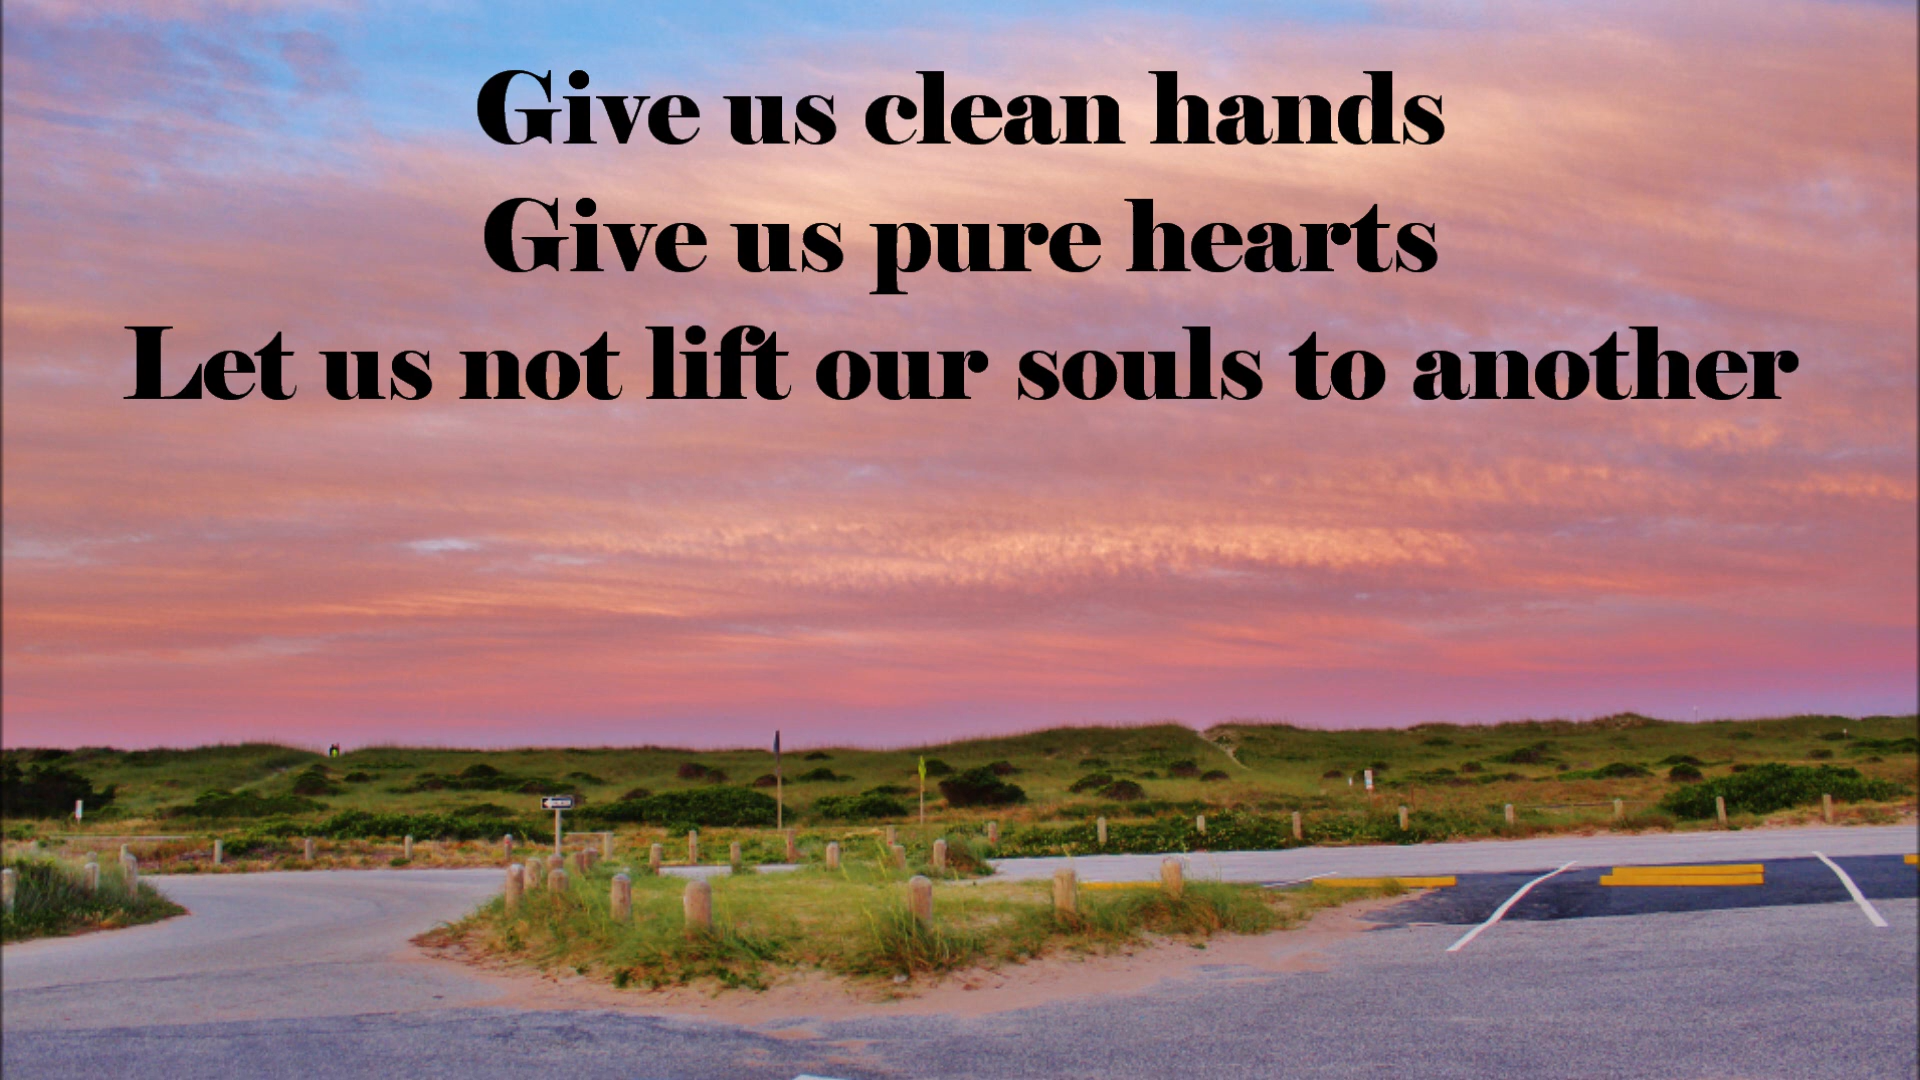 Give us clean hands
Give us pure hearts
Let us not lift our souls to another